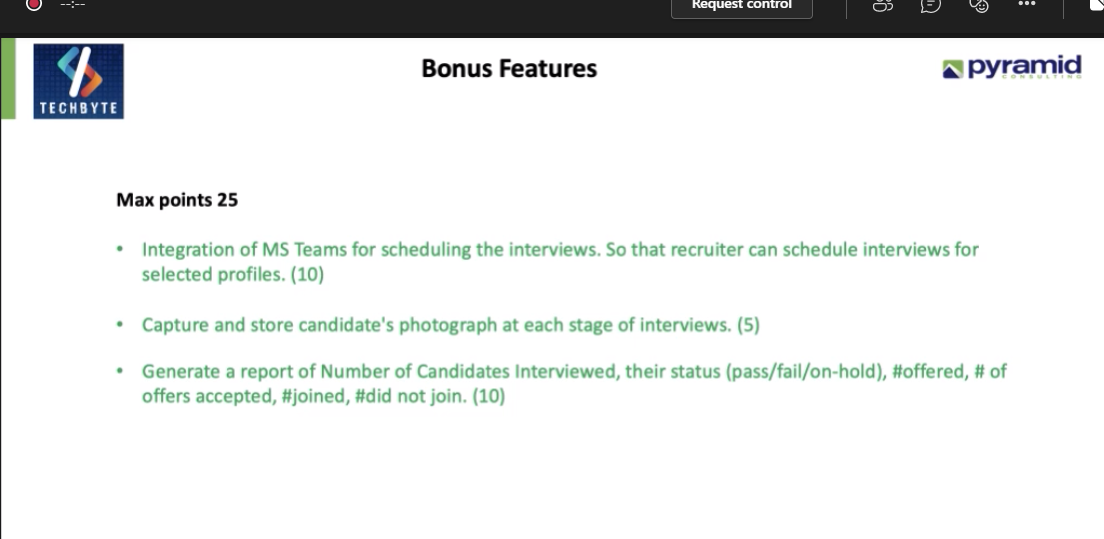 --:--
Request control
TECHBYTE
Bonus Features
pyramid
CONSULTING
Max points 25
• Integration of MS Teams for scheduling the interviews. So that recruiter can schedule interviews for
selected profiles. (10)
• Capture and store candidate's photograph at each stage of interviews. (5)
• Generate a report of Number of Candidates Interviewed, their status (pass/fail/on-hold), #offered, # of
offers accepted, #joined, #did not join. (10)